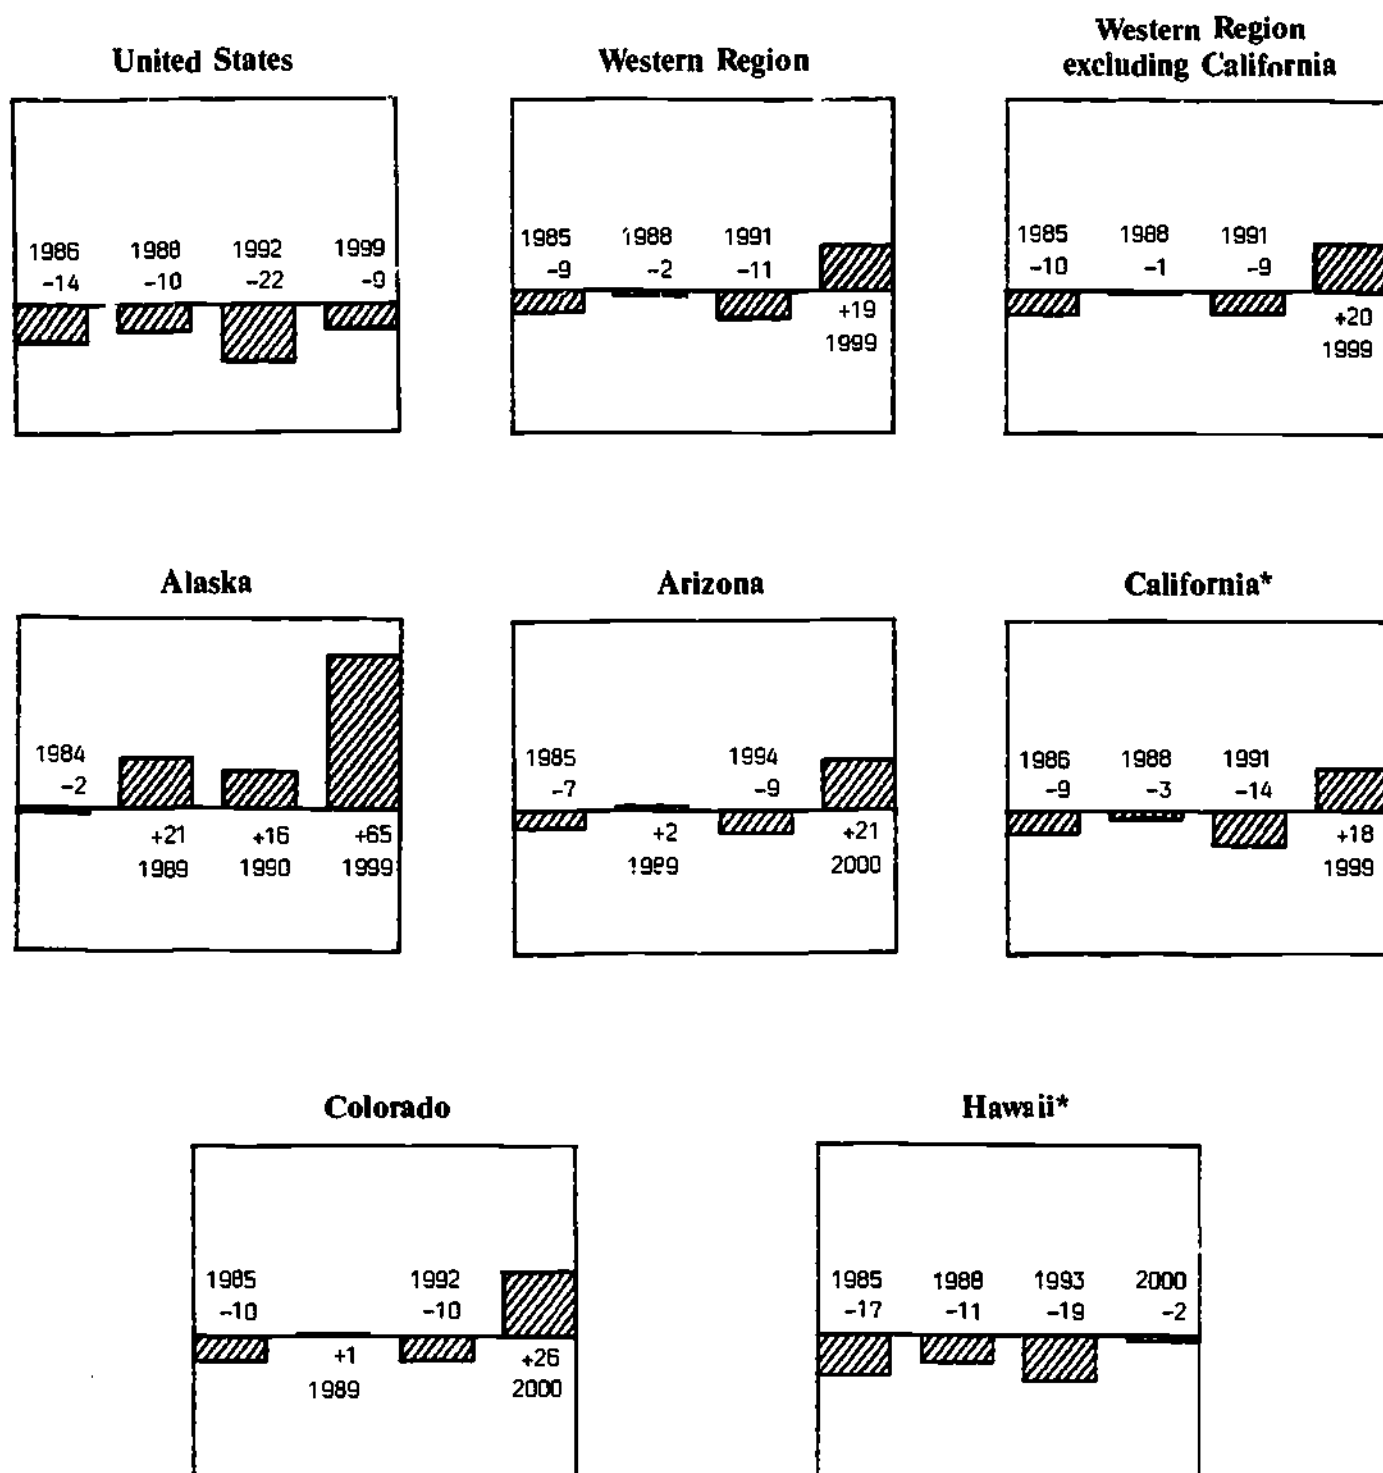 United States
Western Region
Western Region
excluding California
1986 1988 1992 1999
-14 -10 -22 -9
1985 1988 1991
-9 -2 -11
+19
1999
1985 1988 1991
-10 -1 -9
+20
1999
Alaska
Arizona
California*
1984
-2
+21 +16 +65
1989 1990 1999
1985 1994
-7 -9
+2 +21
1989 2000
1986 1988 1991
-9 -3 -14
+18
1999
Colorado
Hawaii*
1985 1992
-10 -10
+1 +26
1989 2000
1985 1988 1993 2000
-17 -11 -19 -2